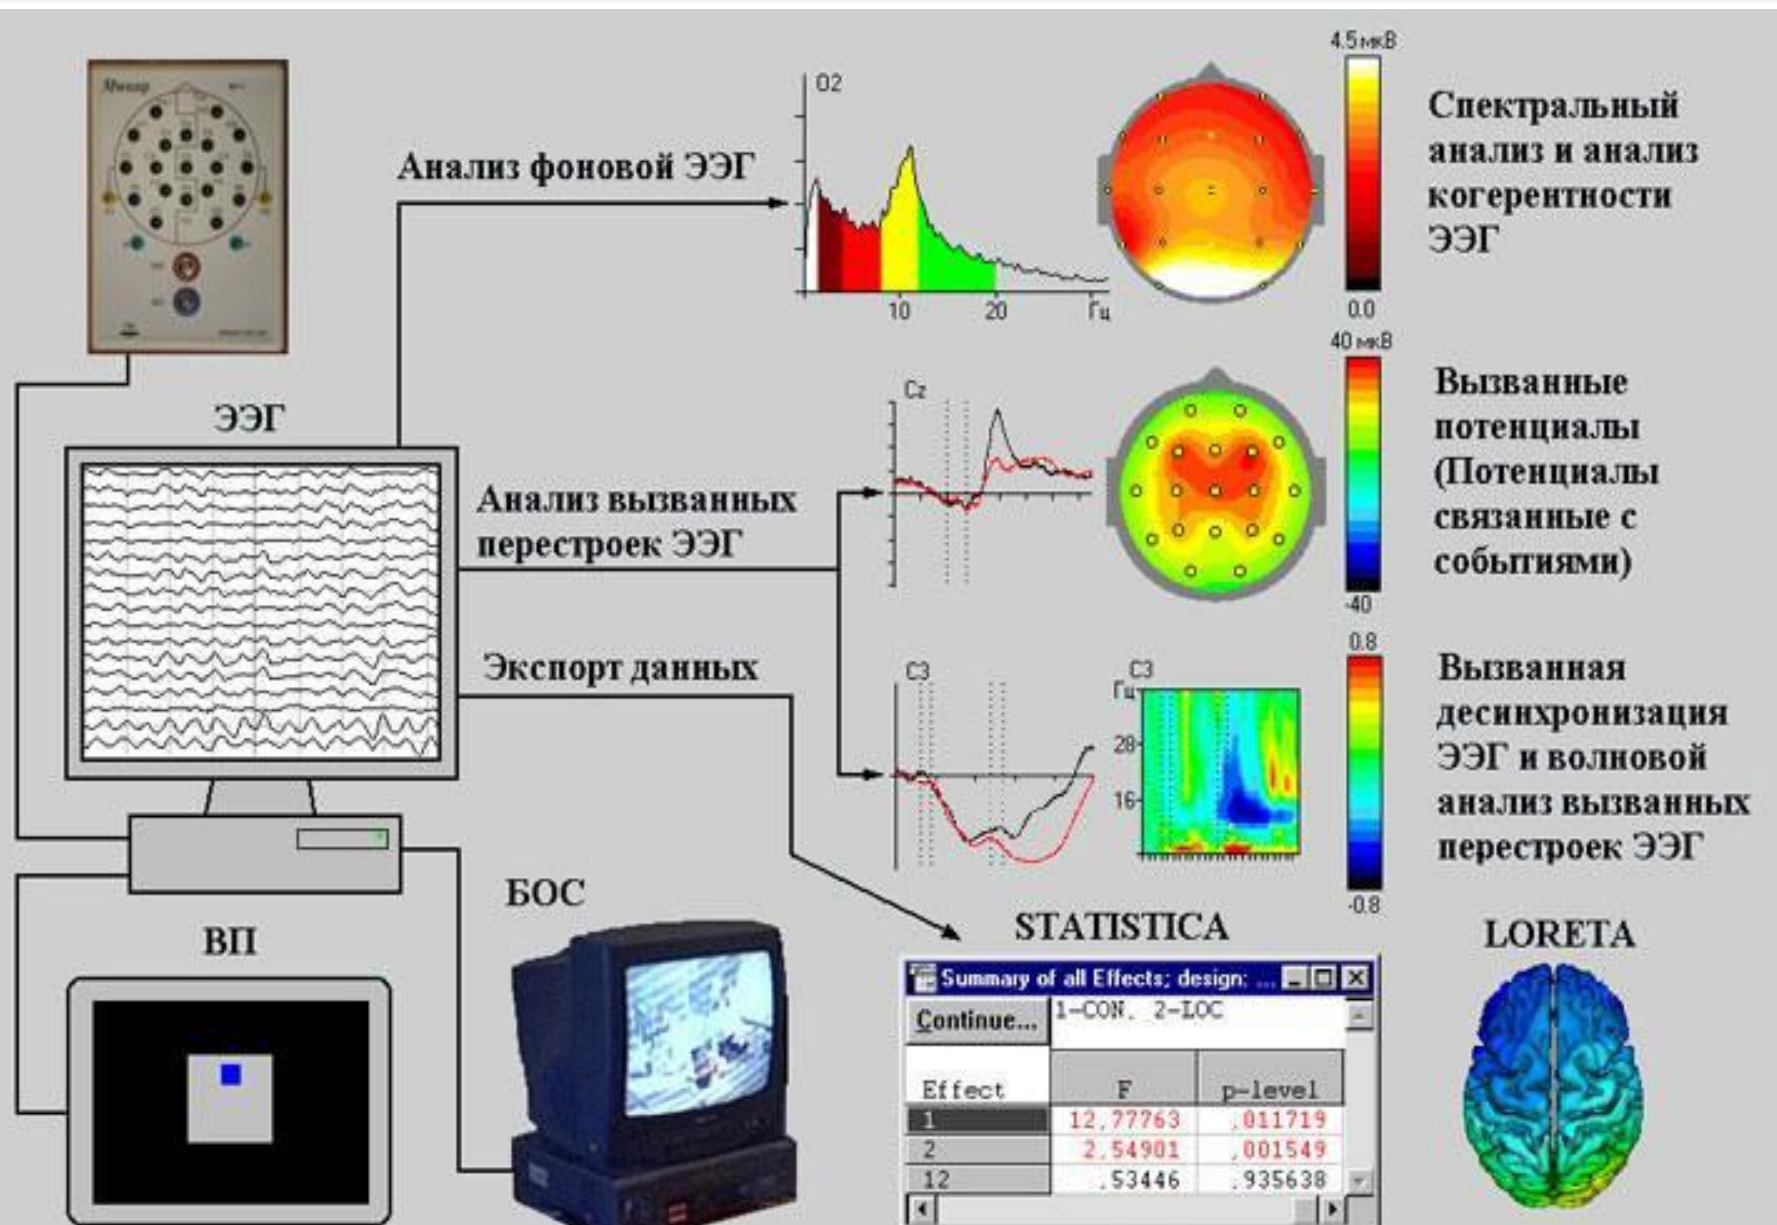 Мицар
ЭЭГ
Анализ фоновой ЭЭГ
O2
10
20
Гц
4.5мкВ
0.0
Спектральный
анализ и анализ
когерентности
ЭЭГ
Анализ вызванных
перестроек ЭЭГ
Cz
40 мкВ
-40
Вызванные
потенциалы
(Потенциалы
связанные с
событиями)
Экспорт данных
C3
C3
Гц
28
16
0.8
-0.8
Вызванная
десинхронизация
ЭЭГ и волновой
анализ вызванных
перестроек ЭЭГ
ВП
БОС
STATISTICA
Summary of all Effects; design: ...
Continue...
1-CON, 2-LOC
Effect F p-level
1 12,77763 ,011719
2 2,54901 ,001549
12 ,53446 ,935638
LORETA